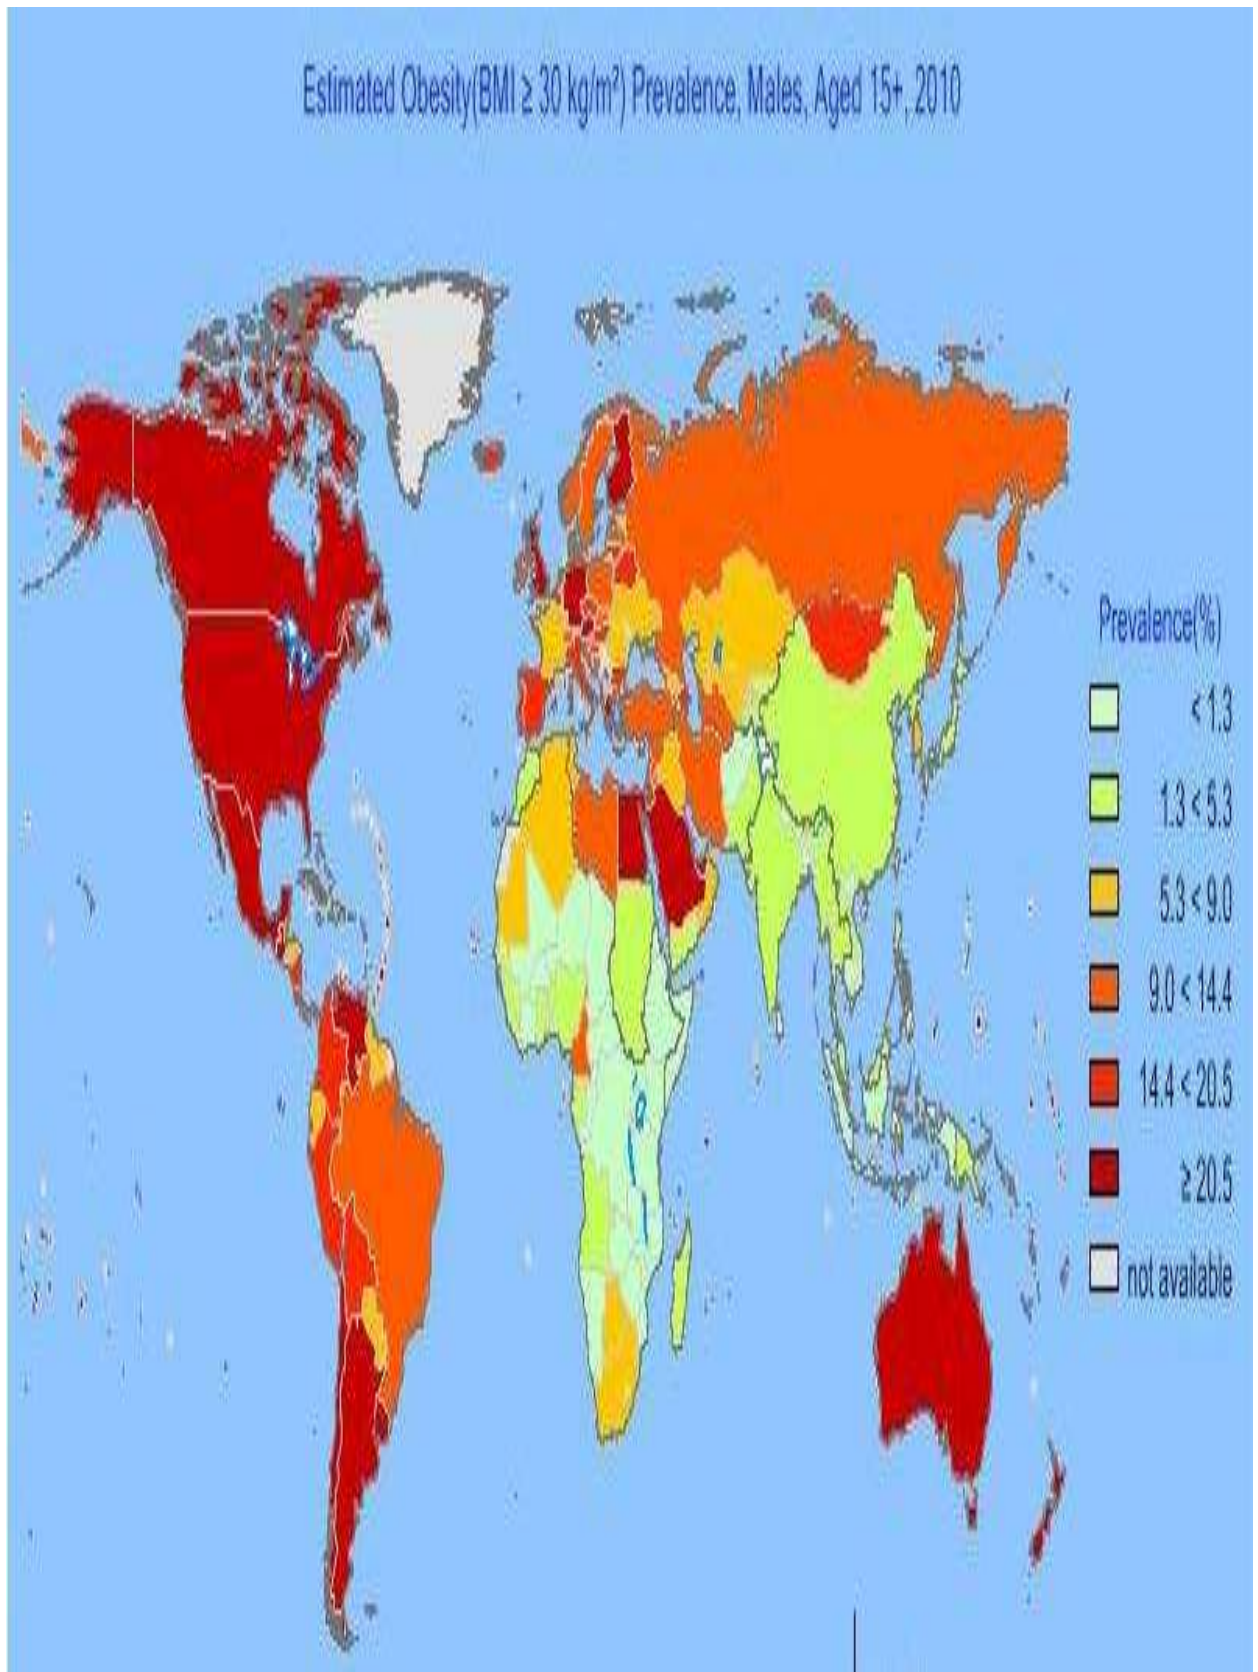 Estimated Obesity(BMI ≥ 30 kg/m²) Prevalence, Males, Aged 15+, 2010
Prevalence(%)
< 1.3
1.3 < 5.3
5.3 < 9.0
9.0 < 14.4
14.4 < 20.5
≥ 20.5
not available